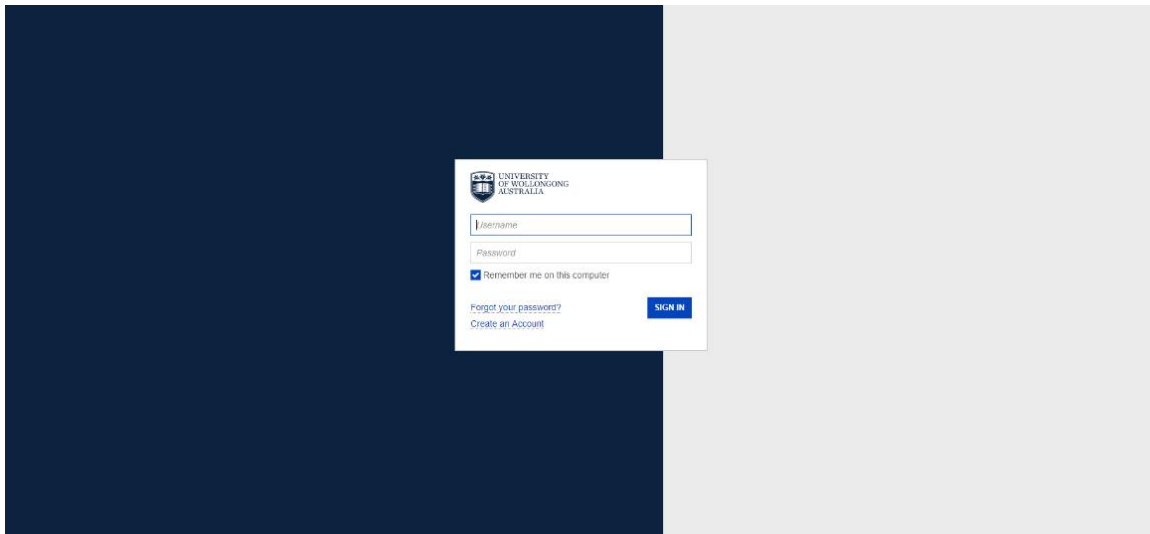 UNIVERSITY
OF WOLLONGONG
AUSTRALIA
Username
Password
Remember me on this computer
Forgot your password?
SIGN IN
Create an Account